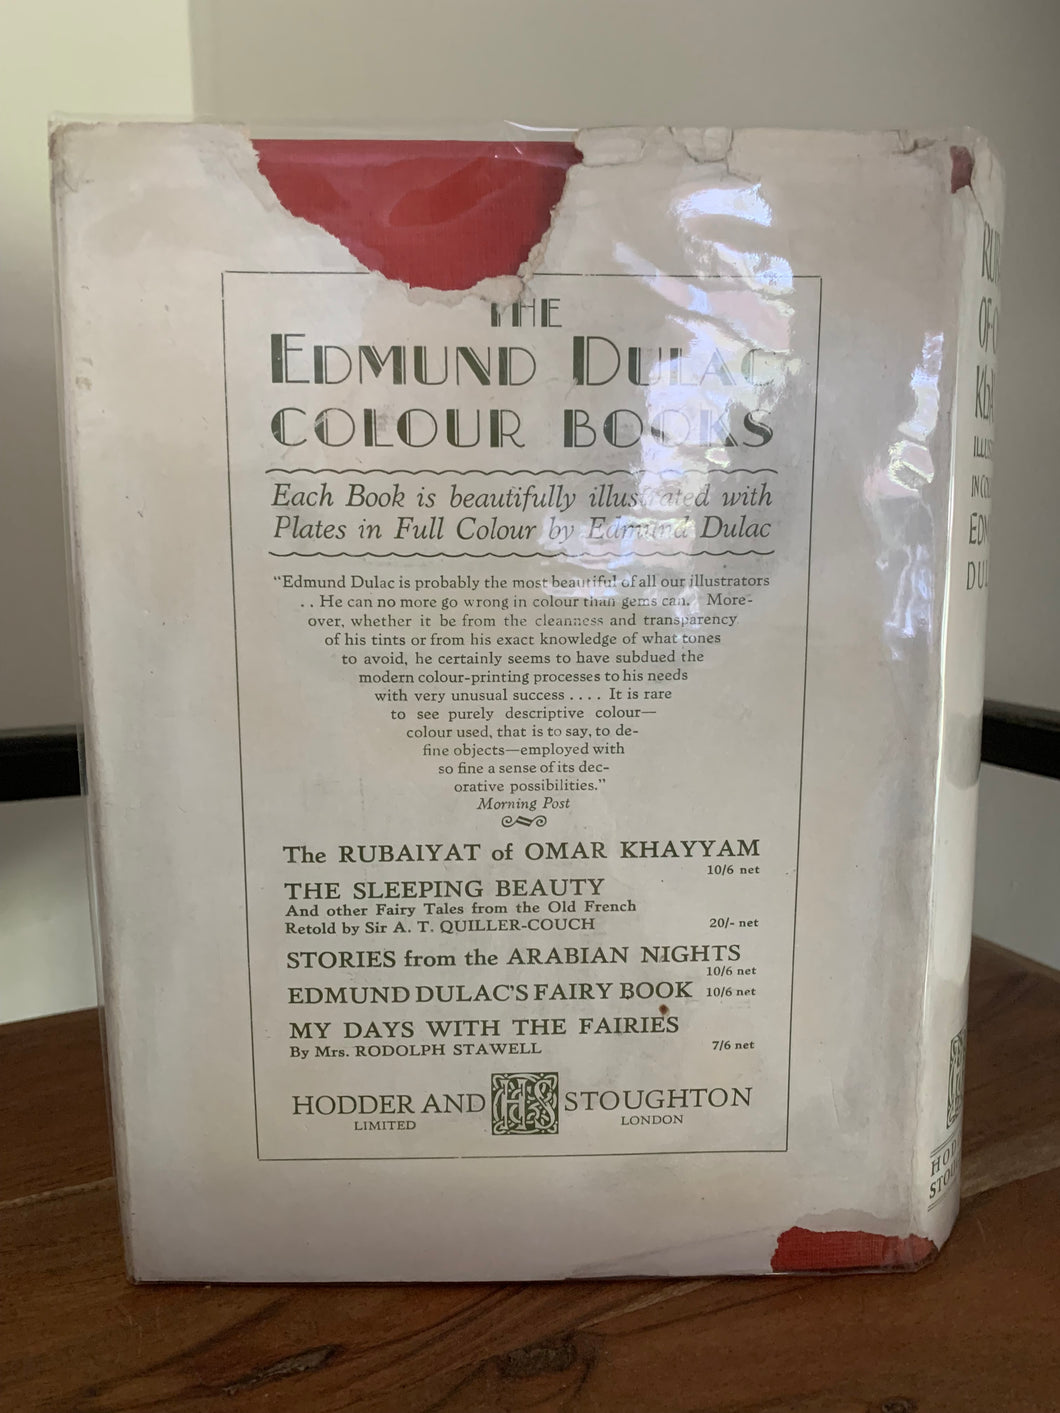 THE
EDMUND DULAC
COLOUR BOOKS
Each Book is beautifully illustrated with
Plates in Full Colour by Edmund Dulac
“Edmund Dulac is probably the most beautiful of all our illustrators
. . He can no more go wrong in colour than gems can. More-
over, whether it be from the cleanness and transparency
of his tints or from his exact knowledge of what tones
to avoid, he certainly seems to have subdued the
modern colour-printing processes to his needs
with very unusual success . . . . It is rare
to see purely descriptive colour—
colour used, that is to say, to de-
fine objects—employed with
so fine a sense of its dec-
orative possibilities.”
Morning Post
The RUBAIYAT of OMAR KHAYYAM
10/6 net
THE SLEEPING BEAUTY
And other Fairy Tales from the Old French
Retold by Sir A. T. QUILLER-COUCH 20/- net
STORIES from the ARABIAN NIGHTS
10/6 net
EDMUND DULAC'S FAIRY BOOK 10/6 net
MY DAYS WITH THE FAIRIES
By Mrs. RODOLPH STAWELL 7/6 net
HODDER AND HS STOUGHTON
LIMITED LONDON
OF
IN